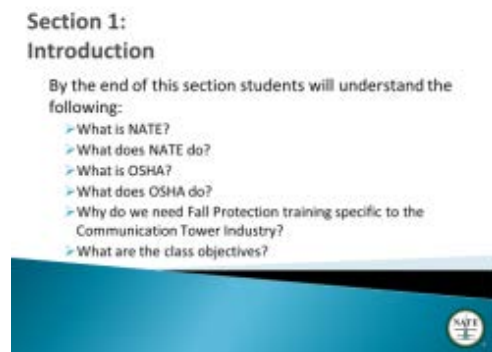 Section 1:
Introduction
By the end of this section students will understand the
following:
What is NATE?
What does NATE do?
What is OSHA?
What does OSHA do?
Why do we need Fall Protection training specific to the
Communication Tower Industry?
What are the class objectives?
NATE